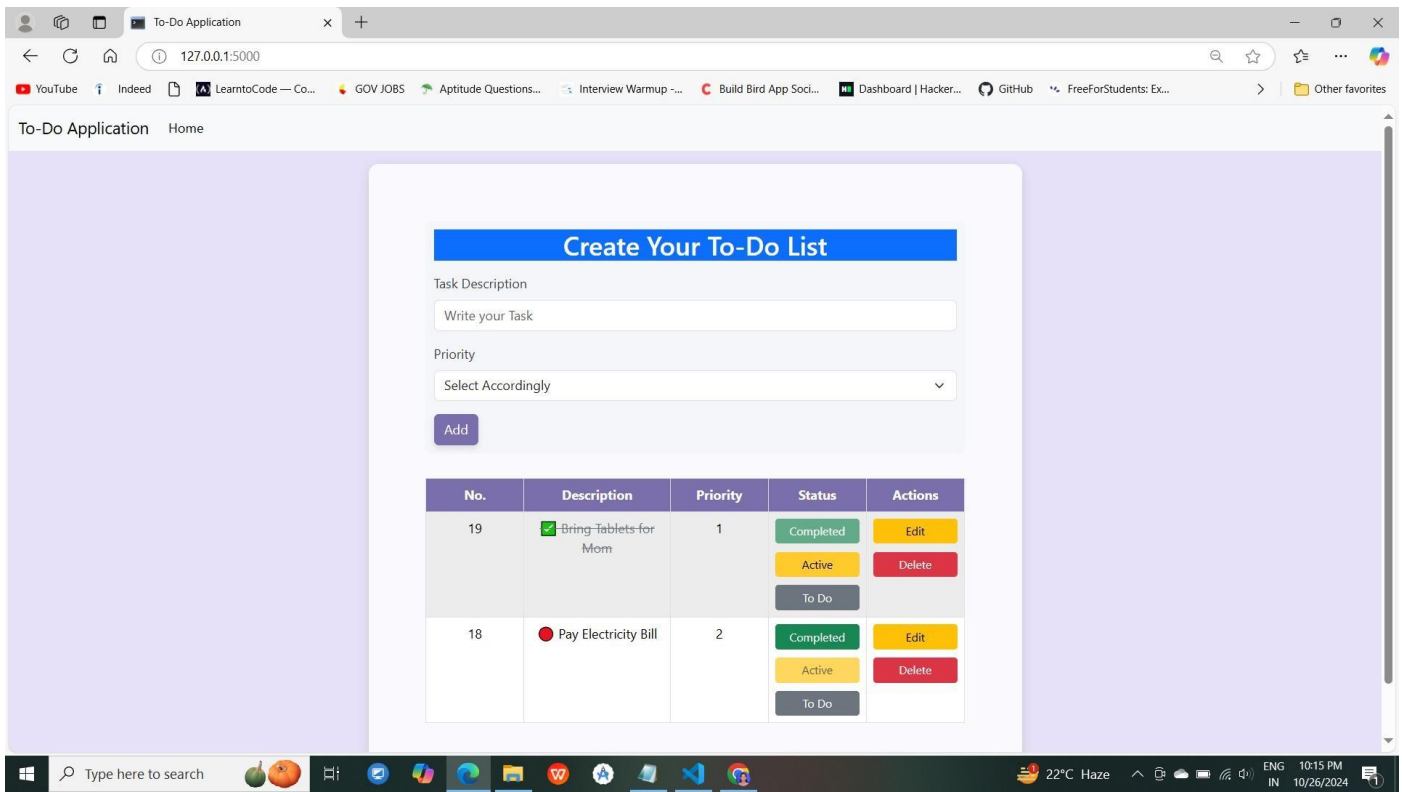 To-Do Application
127.0.0.1:5000
YouTube Indeed LearntoCode — Co... GOV JOBS Aptitude Questions... Interview Warmup -... Build Bird App Soci... Dashboard | Hacker... GitHub FreeForStudents: Ex... Other favorites
To-Do Application Home
Create Your To-Do List
Task Description
Write your Task
Priority
Select Accordingly
Add
No. Description Priority Status Actions
19 Bring Tablets for 1 Completed Edit
Mom
Active Delete
To Do
18 Pay Electricity Bill 2 Completed Edit
Active Delete
To Do
Type here to search 22°C Haze ENG 10:15 PM
IN 10/26/2024